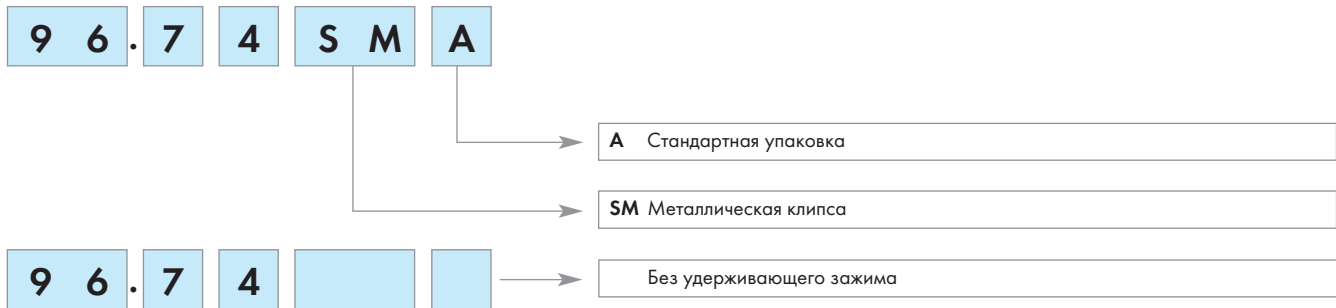 9 6 . 7 4 S M A
A Стандартная упаковка
SM Металлическая клипса
9 6 . 7 4
Без удерживающего зажима